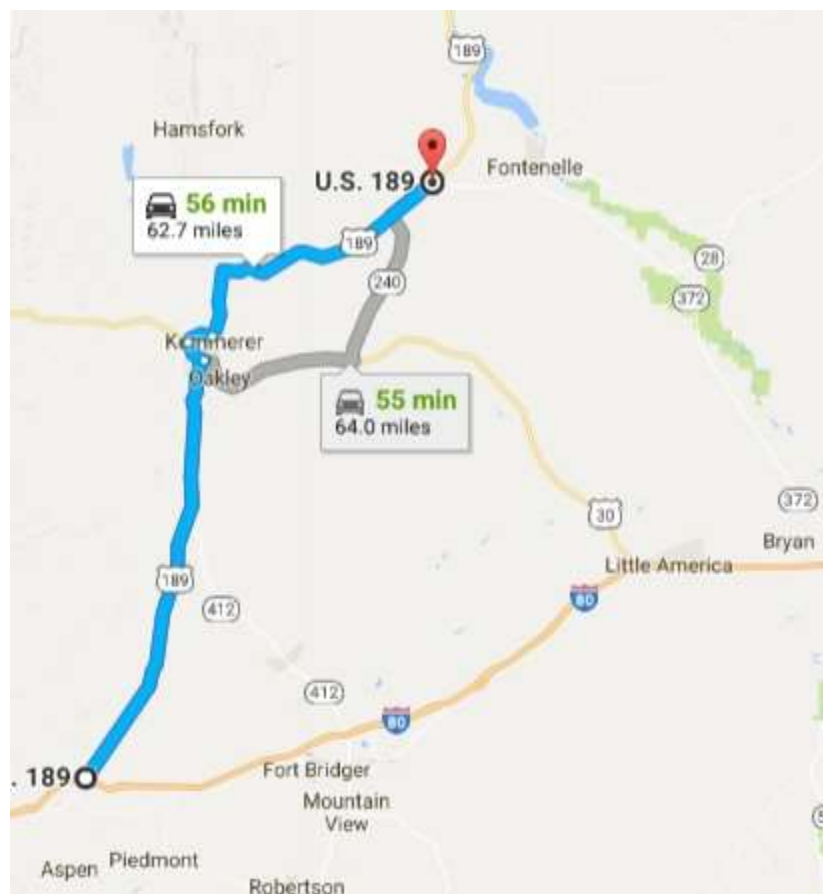 189
Hamsfork
Fontenelle
U.S. 189
56 min
62.7 miles
189
240
28
372
Kemmerer
Oakley
55 min
64.0 miles
372
30
Bryan
Little America
189
80
412
412
80
. 189
Fort Bridger
Mountain
View
Aspen
Piedmont
Robertson